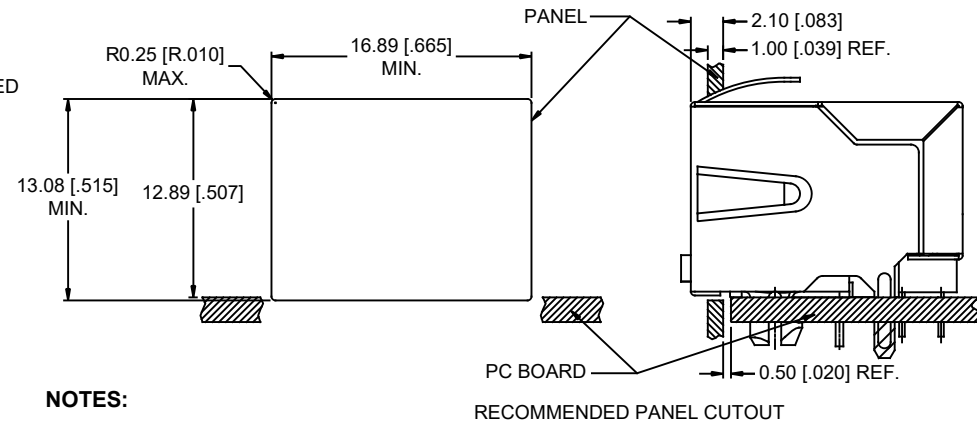 PANEL
2.10 [.083]
1.00 [.039] REF.
R0.25 [R.010]
MAX.
16.89 [.665]
MIN.
ED
13.08 [.515]
MIN.
12.89 [.507]
PC BOARD
0.50 [.020] REF.
NOTES:
RECOMMENDED PANEL CUTOUT